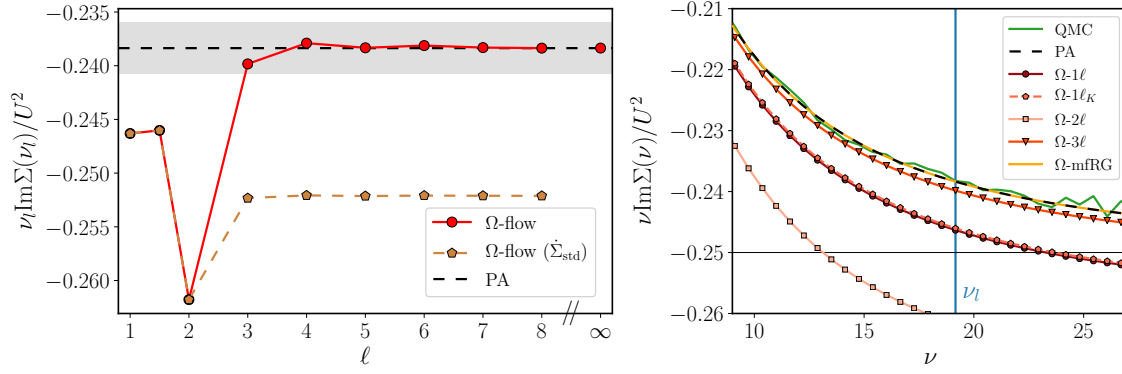 −0.235
−0.240
−0.245
−0.250
−0.255
−0.260
ν_l ImΣ(ν_l)/U²
1 2 3 4 5 6 7 8 ∞
ℓ
Ω-flow
Ω-flow (Σ̇_std)
PA
−0.21
−0.22
−0.23
−0.24
−0.25
−0.26
νImΣ(ν)/U²
10 15 20 25
ν
ν_l
QMC
PA
Ω-1ℓ
Ω-1ℓ_K
Ω-2ℓ
Ω-3ℓ
Ω-mfRG